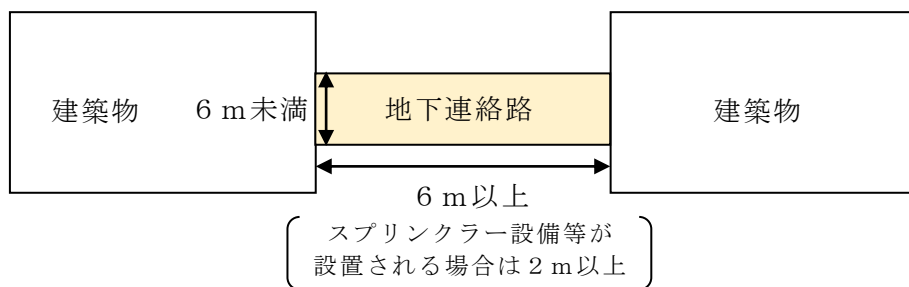 建築物
６ｍ未満
地下連絡路
建築物
６ｍ以上
スプリンクラー設備等が
設置される場合は２ｍ以上